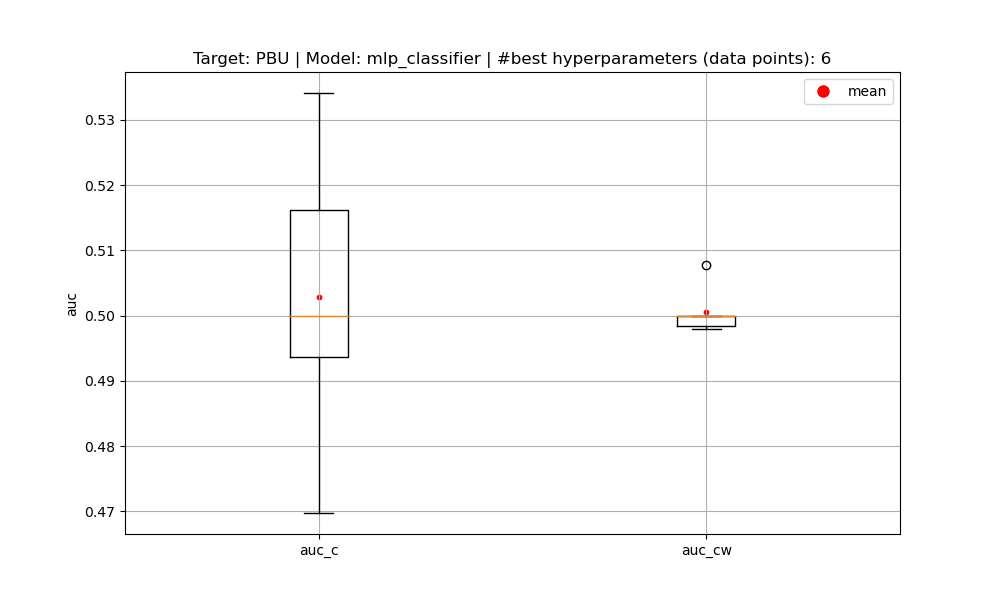 Target: PBU | Model: mlp_classifier | #best hyperparameters (data points): 6
mean
0.53
0.52
0.51
0.50
0.49
0.48
0.47
auc
auc_c
auc_cw